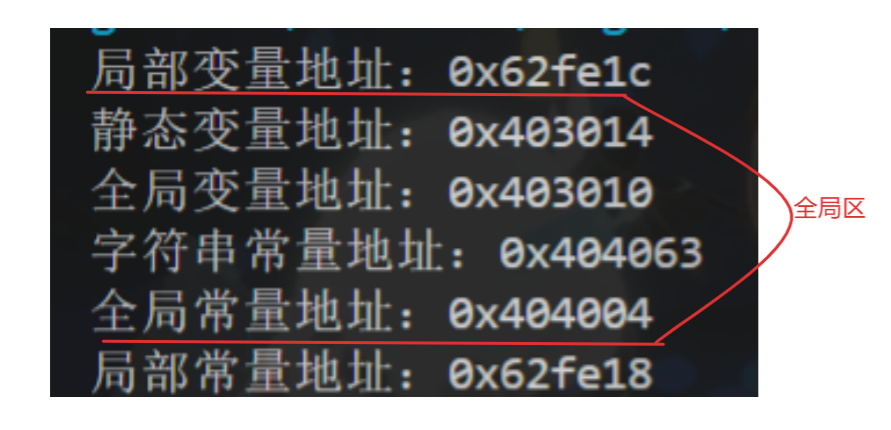 局部变量地址：0x62fe1c
静态变量地址：0x403014
全局变量地址：0x403010
字符串常量地址：0x404063
全局常量地址：0x404004
局部常量地址：0x62fe18
全局区